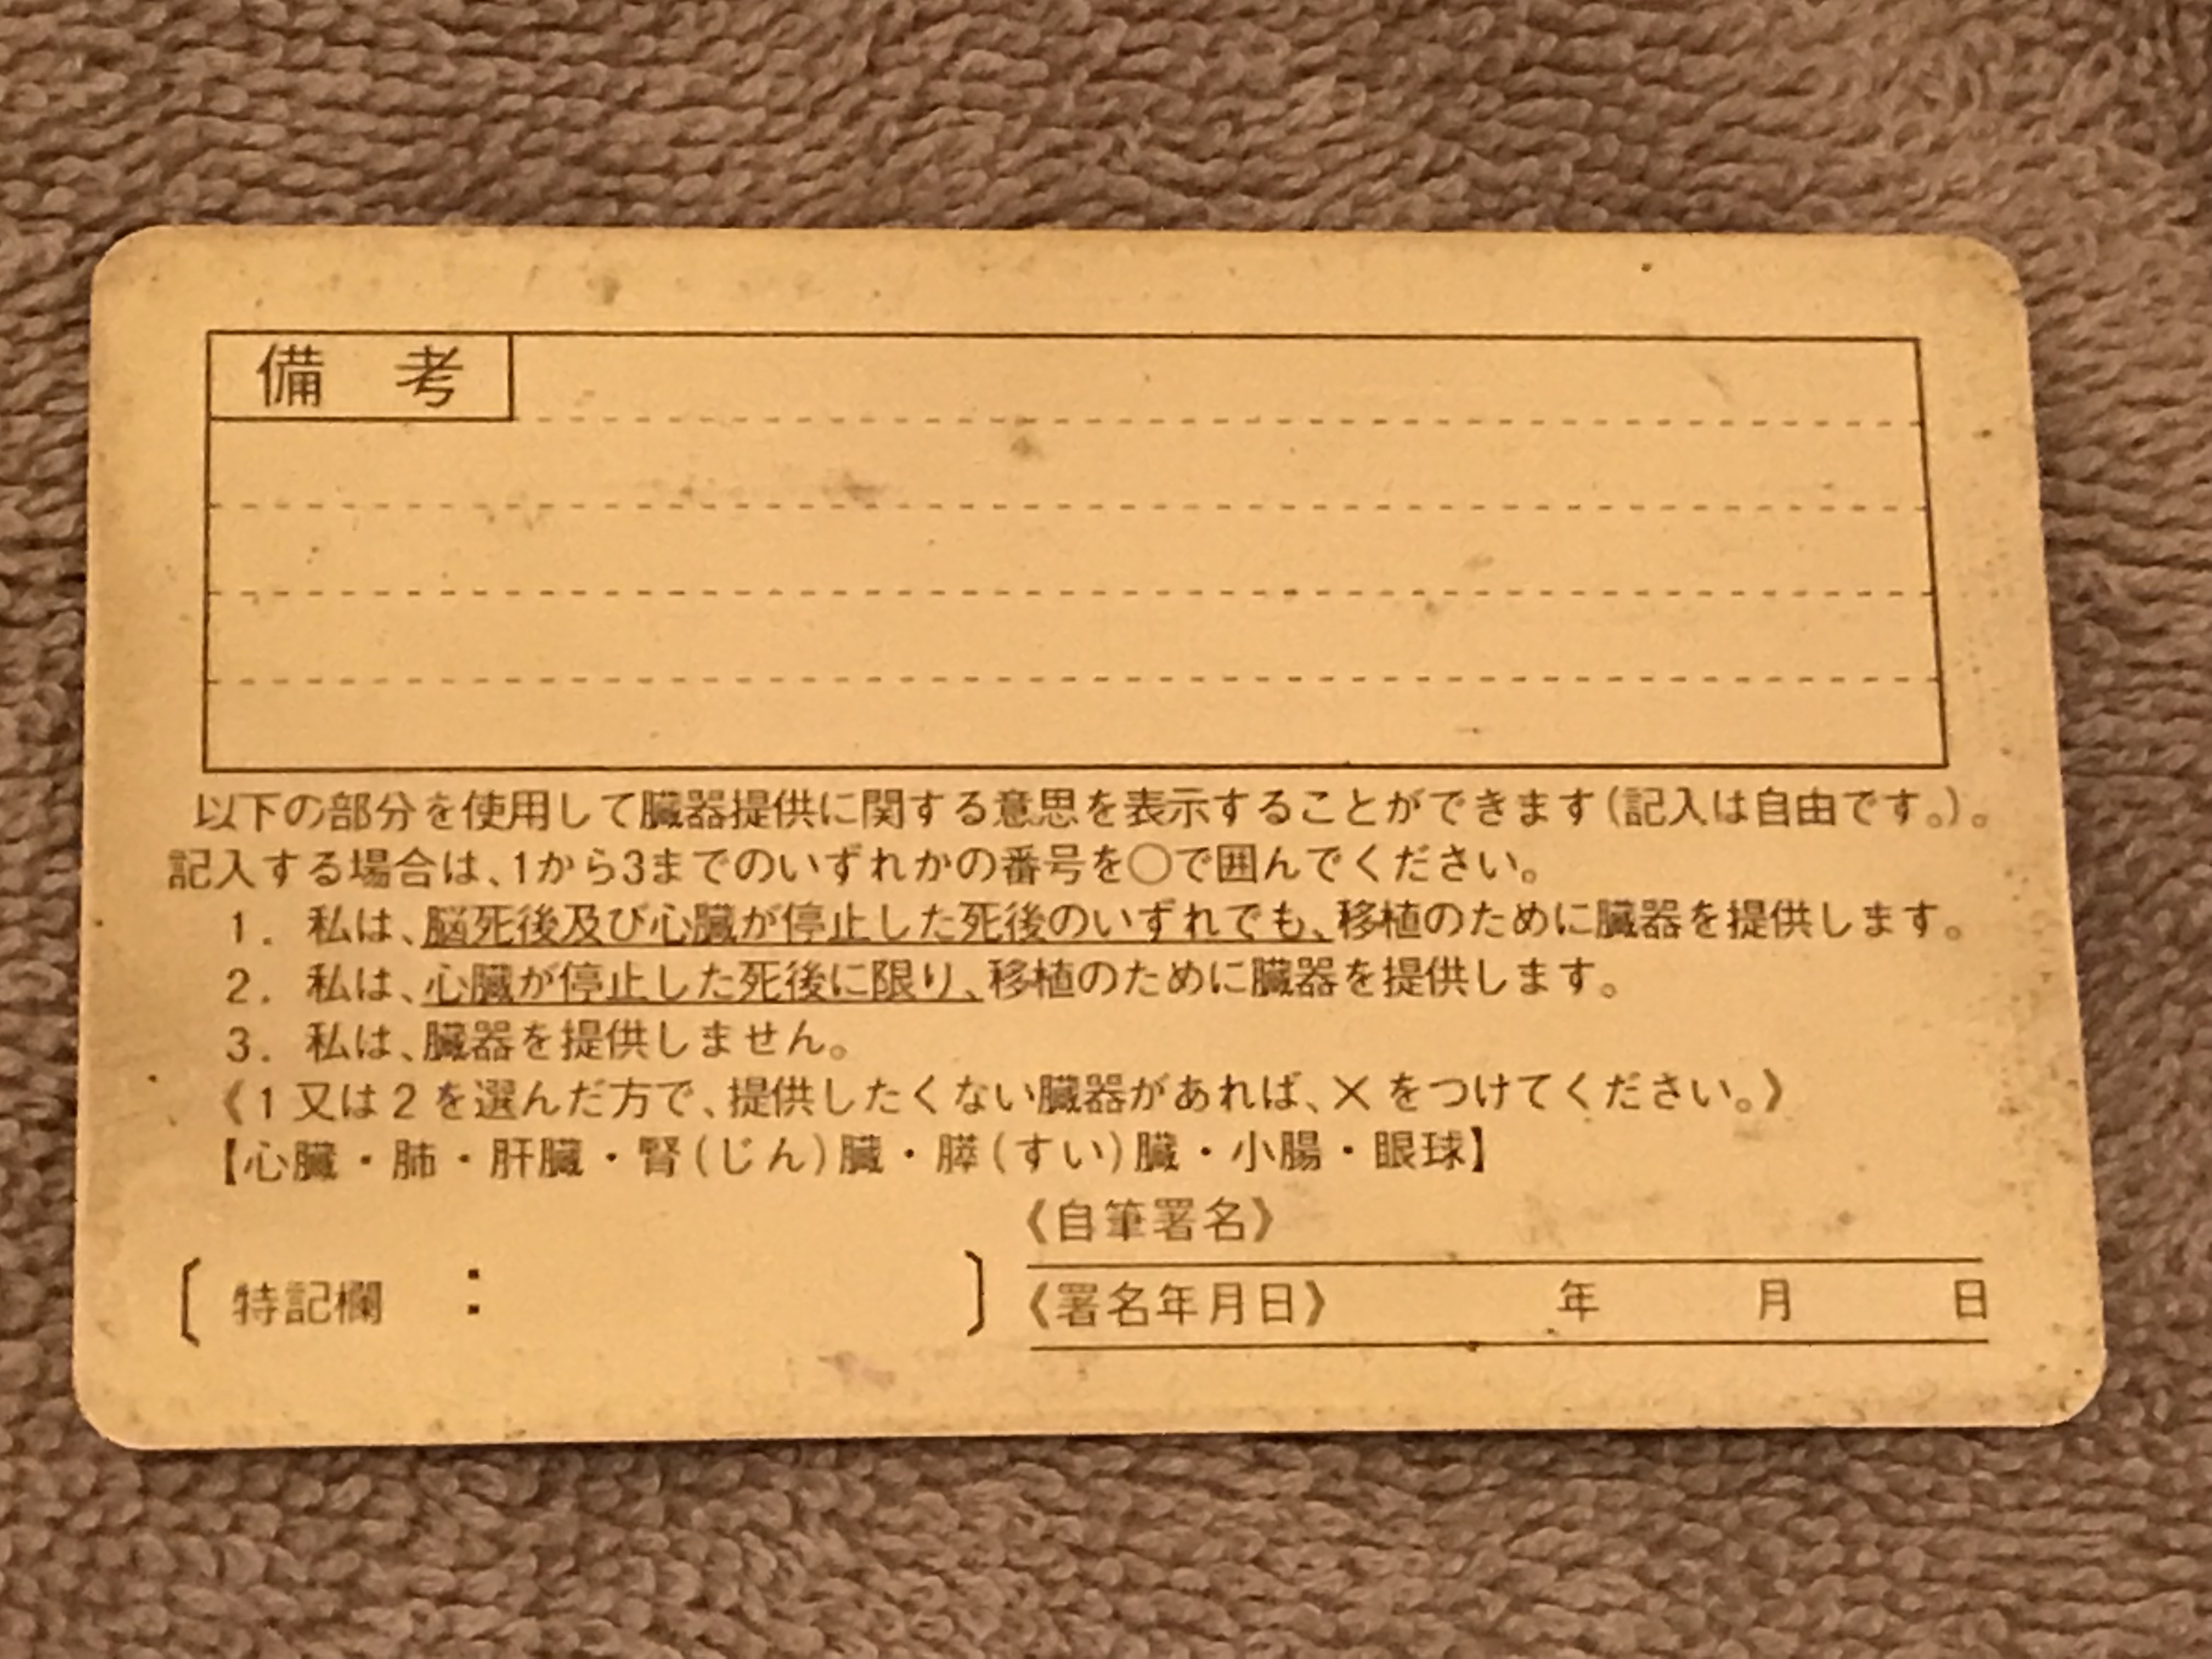 備 考
以下の部分を使用して臓器提供に関する意思を表示することができます(記入は自由です。)。
記入する場合は、1から3までのいずれかの番号を○で囲んでください。
1. 私は、脳死後及び心臓が停止した死後のいずれでも、移植のために臓器を提供します。
2. 私は、心臓が停止した死後に限り、移植のために臓器を提供します。
3. 私は、臓器を提供しません。
《1又は2を選んだ方で、提供したくない臓器があれば、×をつけてください。》
【心臓・肺・肝臓・腎(じん)臓・膵(すい)臓・小腸・眼球】
《自筆署名》
〔 特記欄 : 〕 《署名年月日》 年 月 日